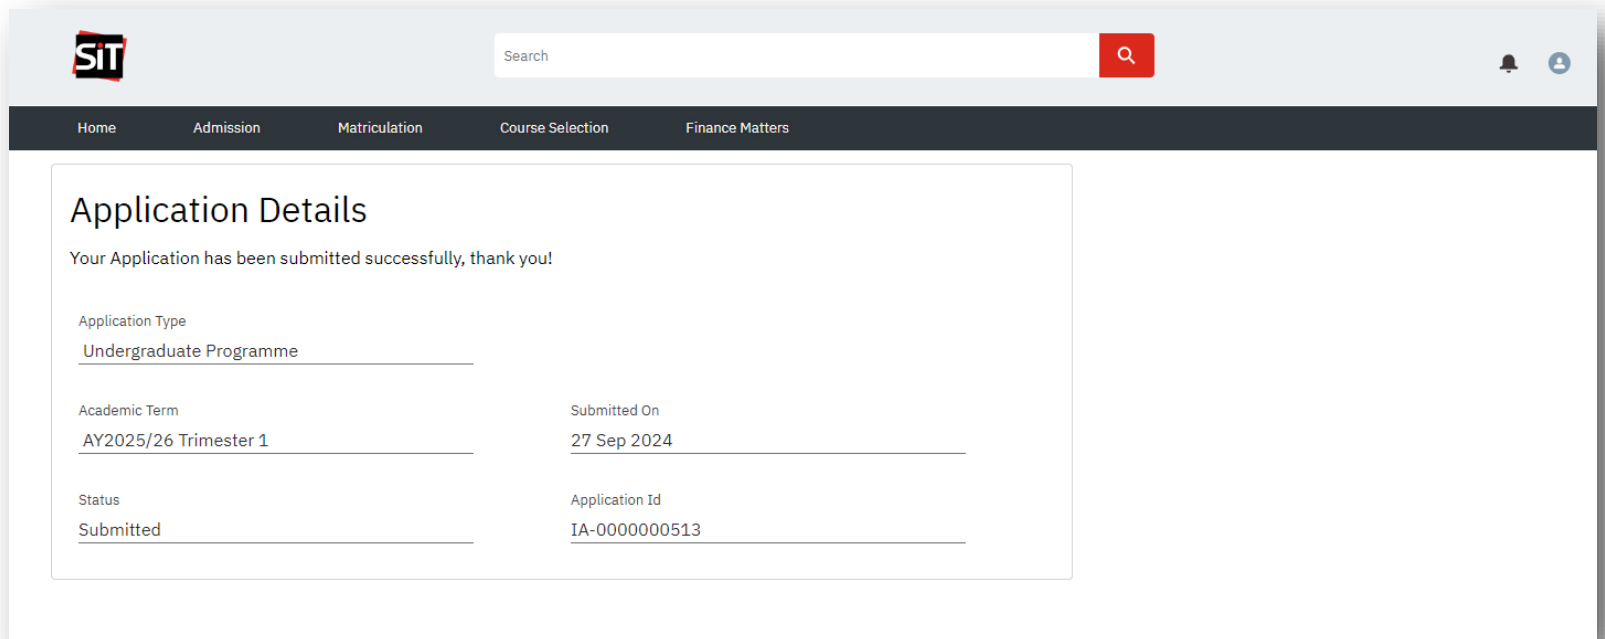 SiT
Search
Home Admission Matriculation Course Selection Finance Matters
Application Details
Your Application has been submitted successfully, thank you!
Application Type
Undergraduate Programme
Academic Term Submitted On
AY2025/26 Trimester 1 27 Sep 2024
Status Application Id
Submitted IA-0000000513